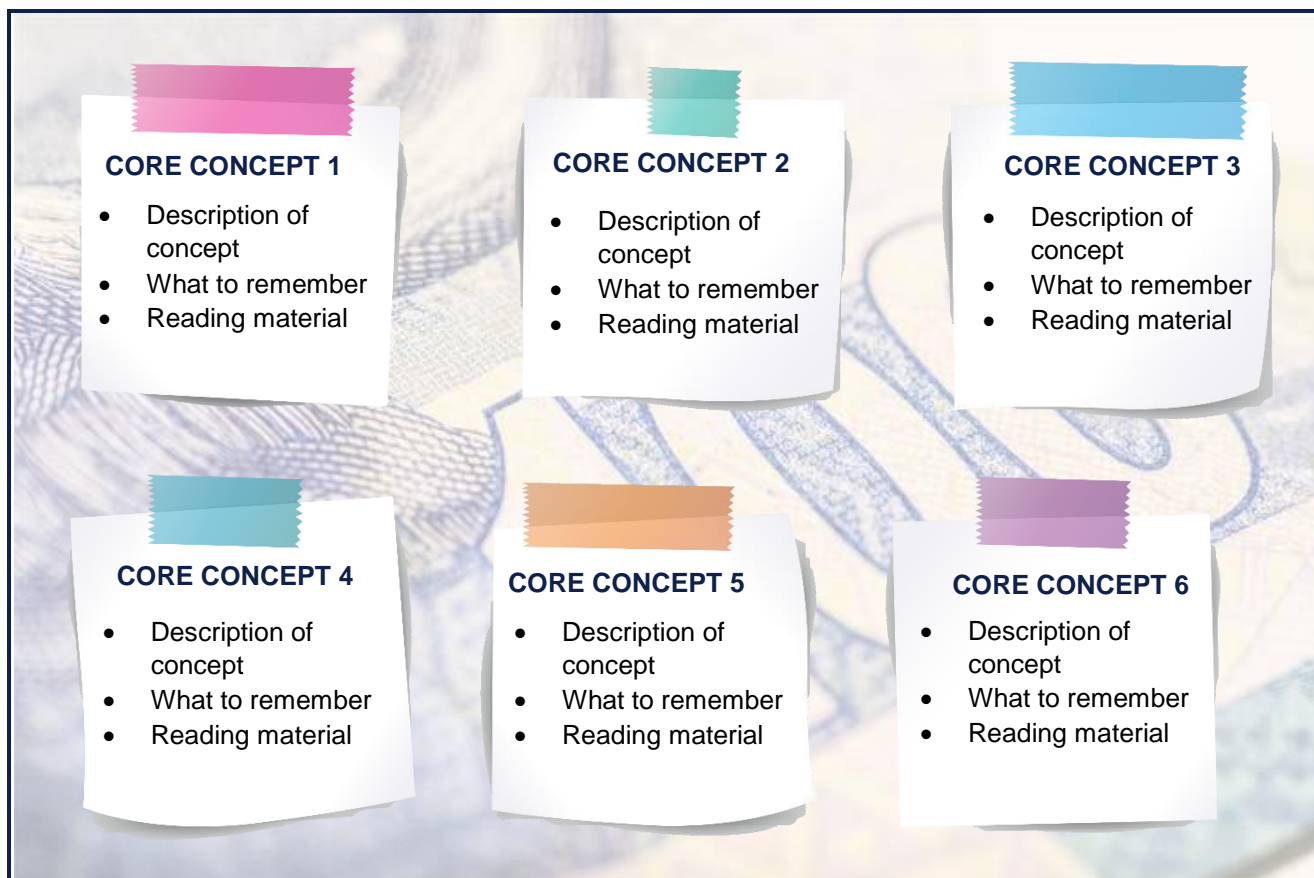 CORE CONCEPT 1
• Description of
concept
• What to remember
• Reading material
CORE CONCEPT 2
• Description of
concept
• What to remember
• Reading material
CORE CONCEPT 3
• Description of
concept
• What to remember
• Reading material
CORE CONCEPT 4
• Description of
concept
• What to remember
• Reading material
CORE CONCEPT 5
• Description of
concept
• What to remember
• Reading material
CORE CONCEPT 6
• Description of
concept
• What to remember
• Reading material